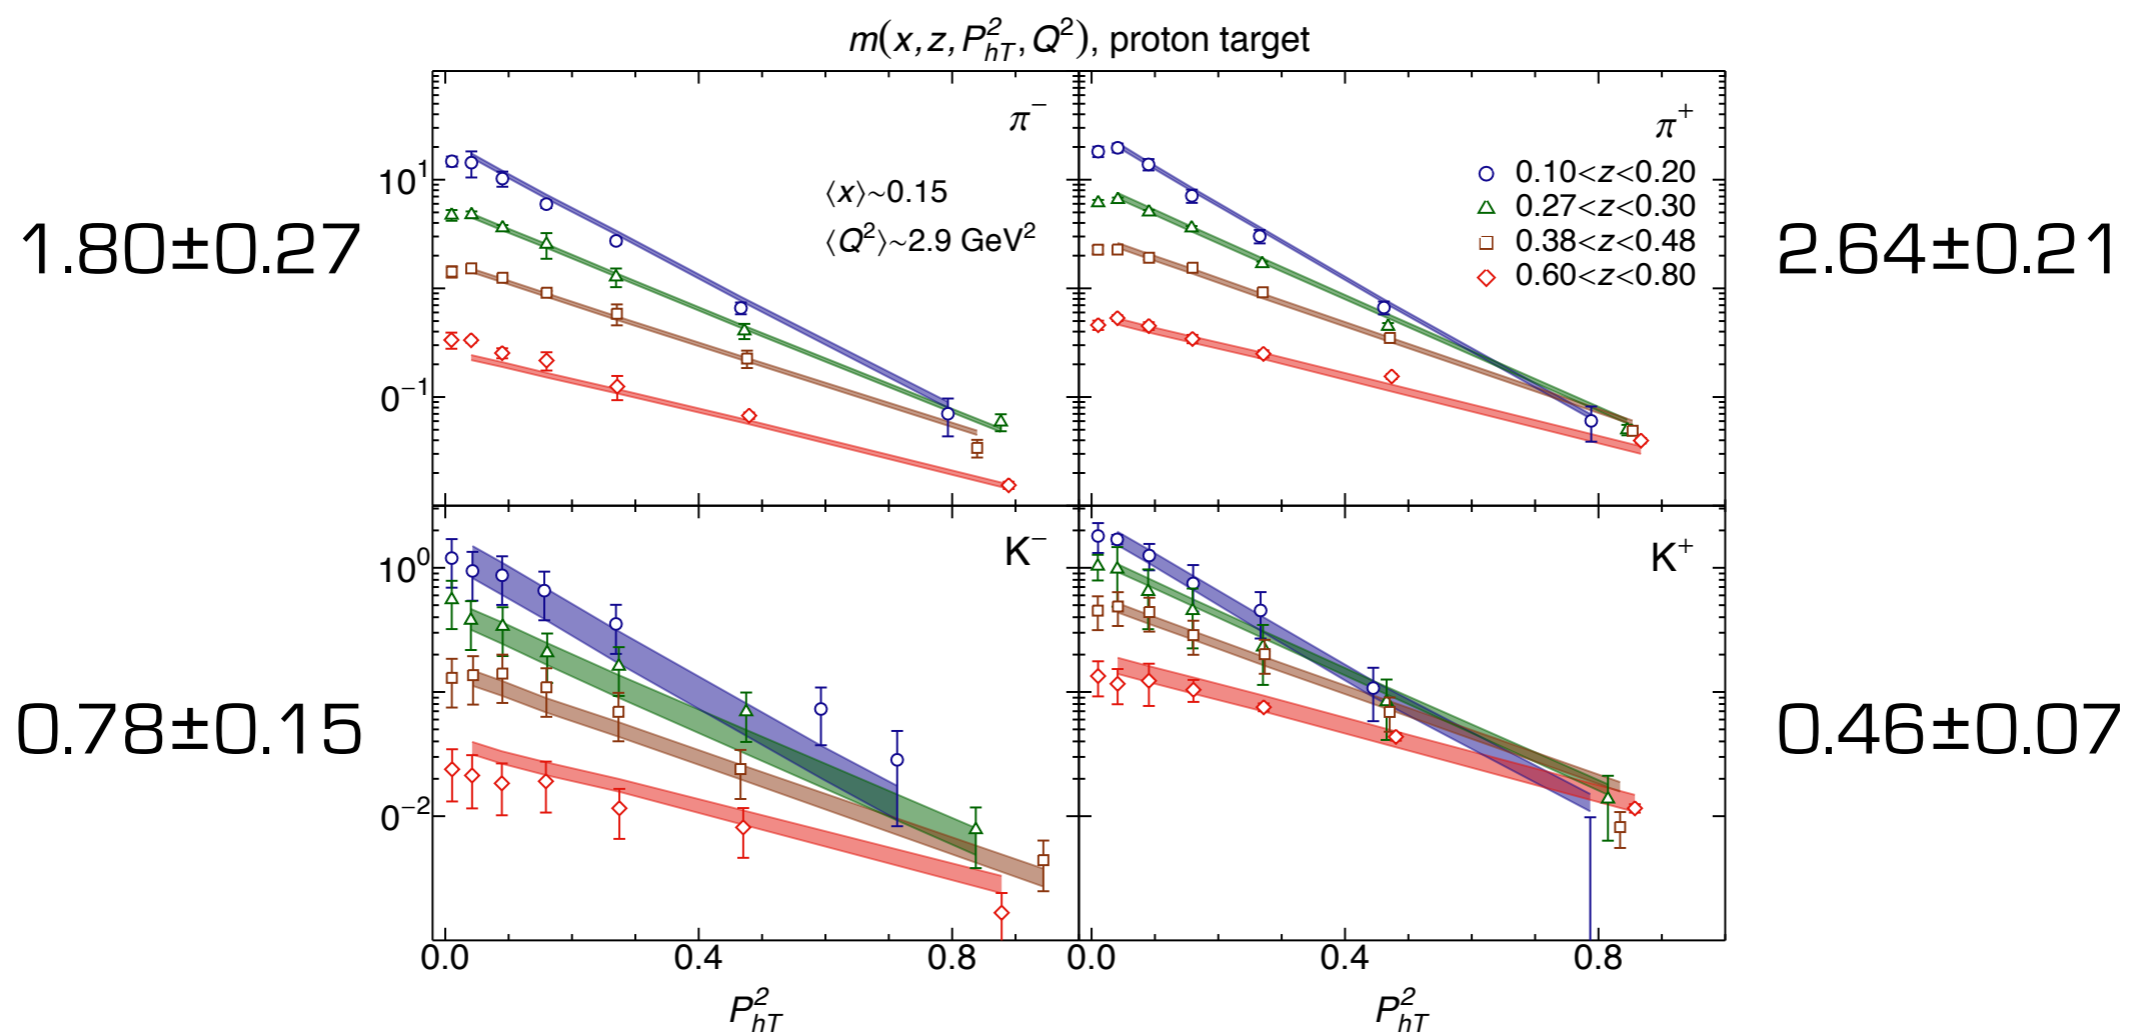 m(x, z, P²hT, Q²), proton target
π⁻
π⁺
⟨x⟩~0.15
⟨Q²⟩~2.9 GeV²
0.10<z<0.20
0.27<z<0.30
0.38<z<0.48
0.60<z<0.80
10¹
0⁻¹
1.80±0.27
2.64±0.21
K⁻
K⁺
10⁰
0⁻²
0.78±0.15
0.46±0.07
0.0 0.4 0.8 0.0 0.4 0.8
P²hT P²hT